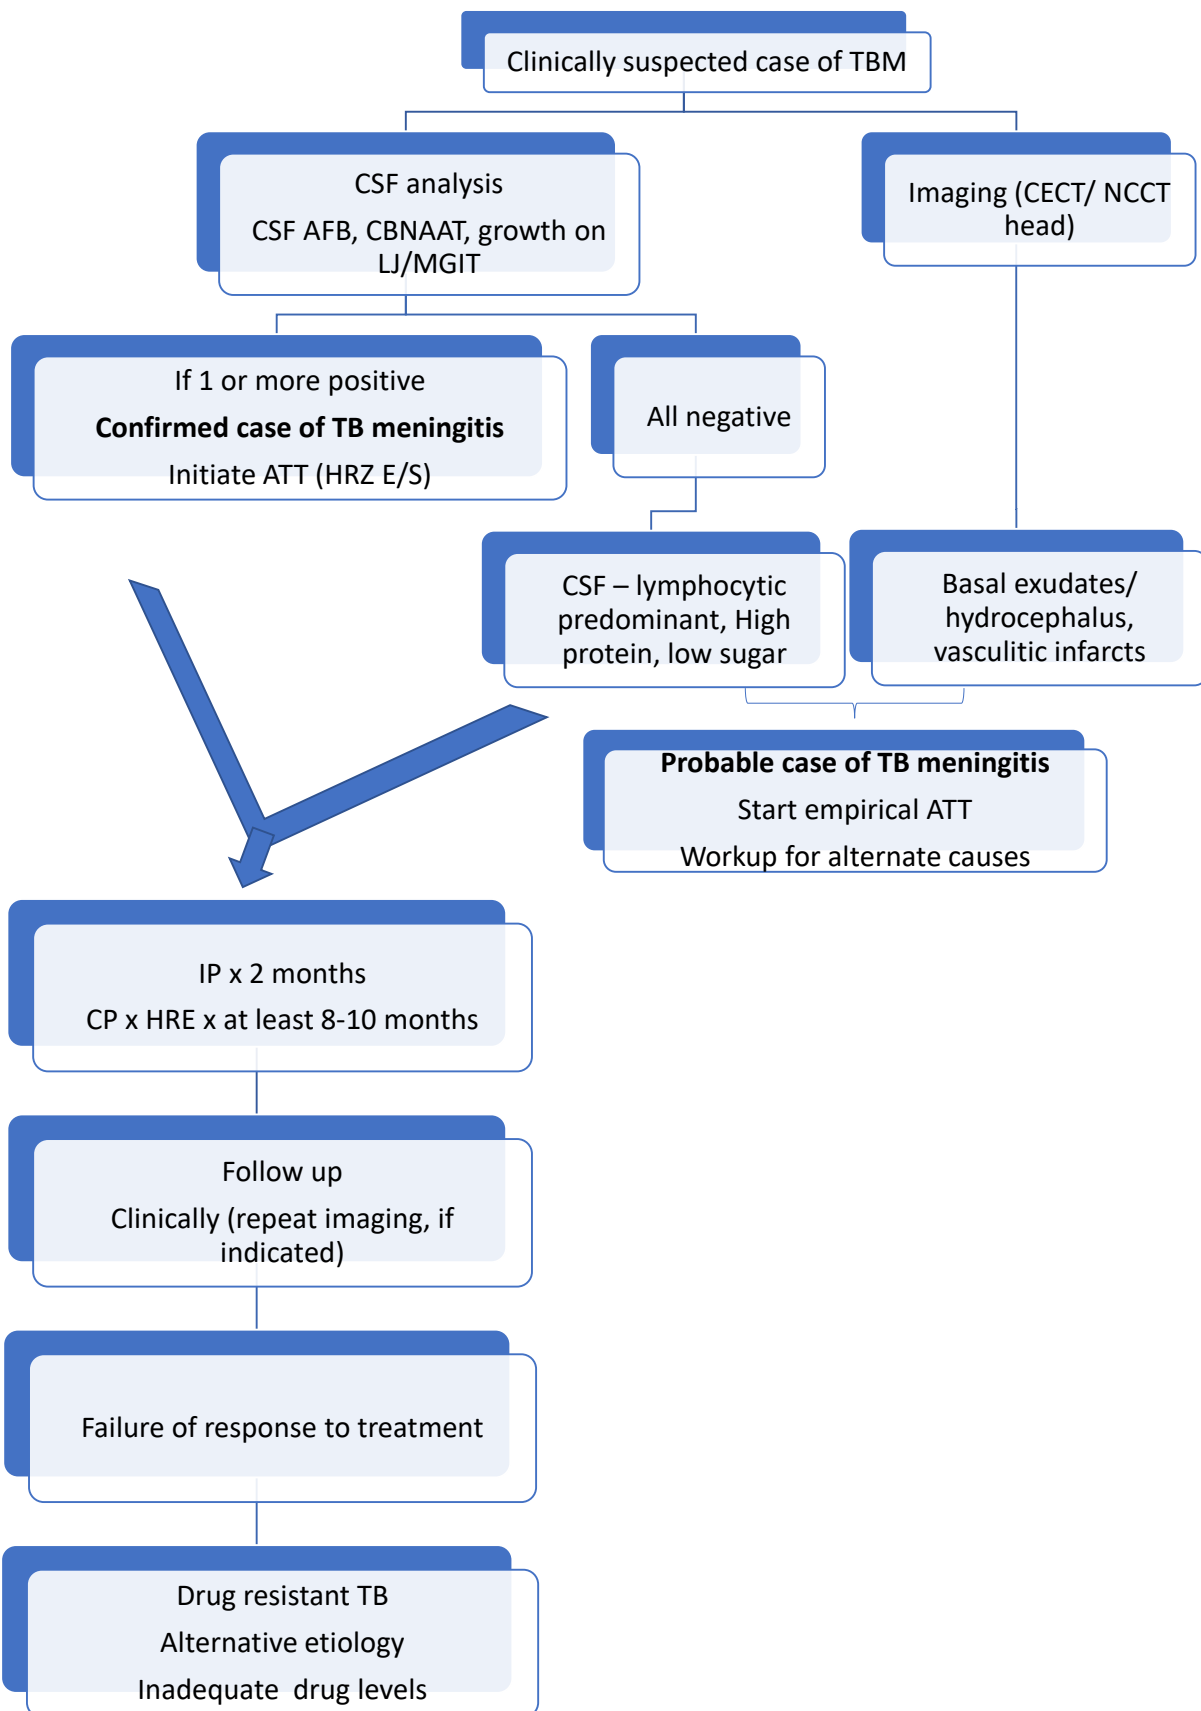 Clinically suspected case of TBM
CSF analysis
CSF AFB, CBNAAT, growth on
LJ/MGIT
Imaging (CECT/ NCCT
head)
If 1 or more positive
Confirmed case of TB meningitis
Initiate ATT (HRZ E/S)
All negative
CSF – lymphocytic
predominant, High
protein, low sugar
Basal exudates/
hydrocephalus,
vasculitic infarcts
Probable case of TB meningitis
Start empirical ATT
Workup for alternate causes
IP x 2 months
CP x HRE x at least 8-10 months
Follow up
Clinically (repeat imaging, if
indicated)
Failure of response to treatment
Drug resistant TB
Alternative etiology
Inadequate drug levels